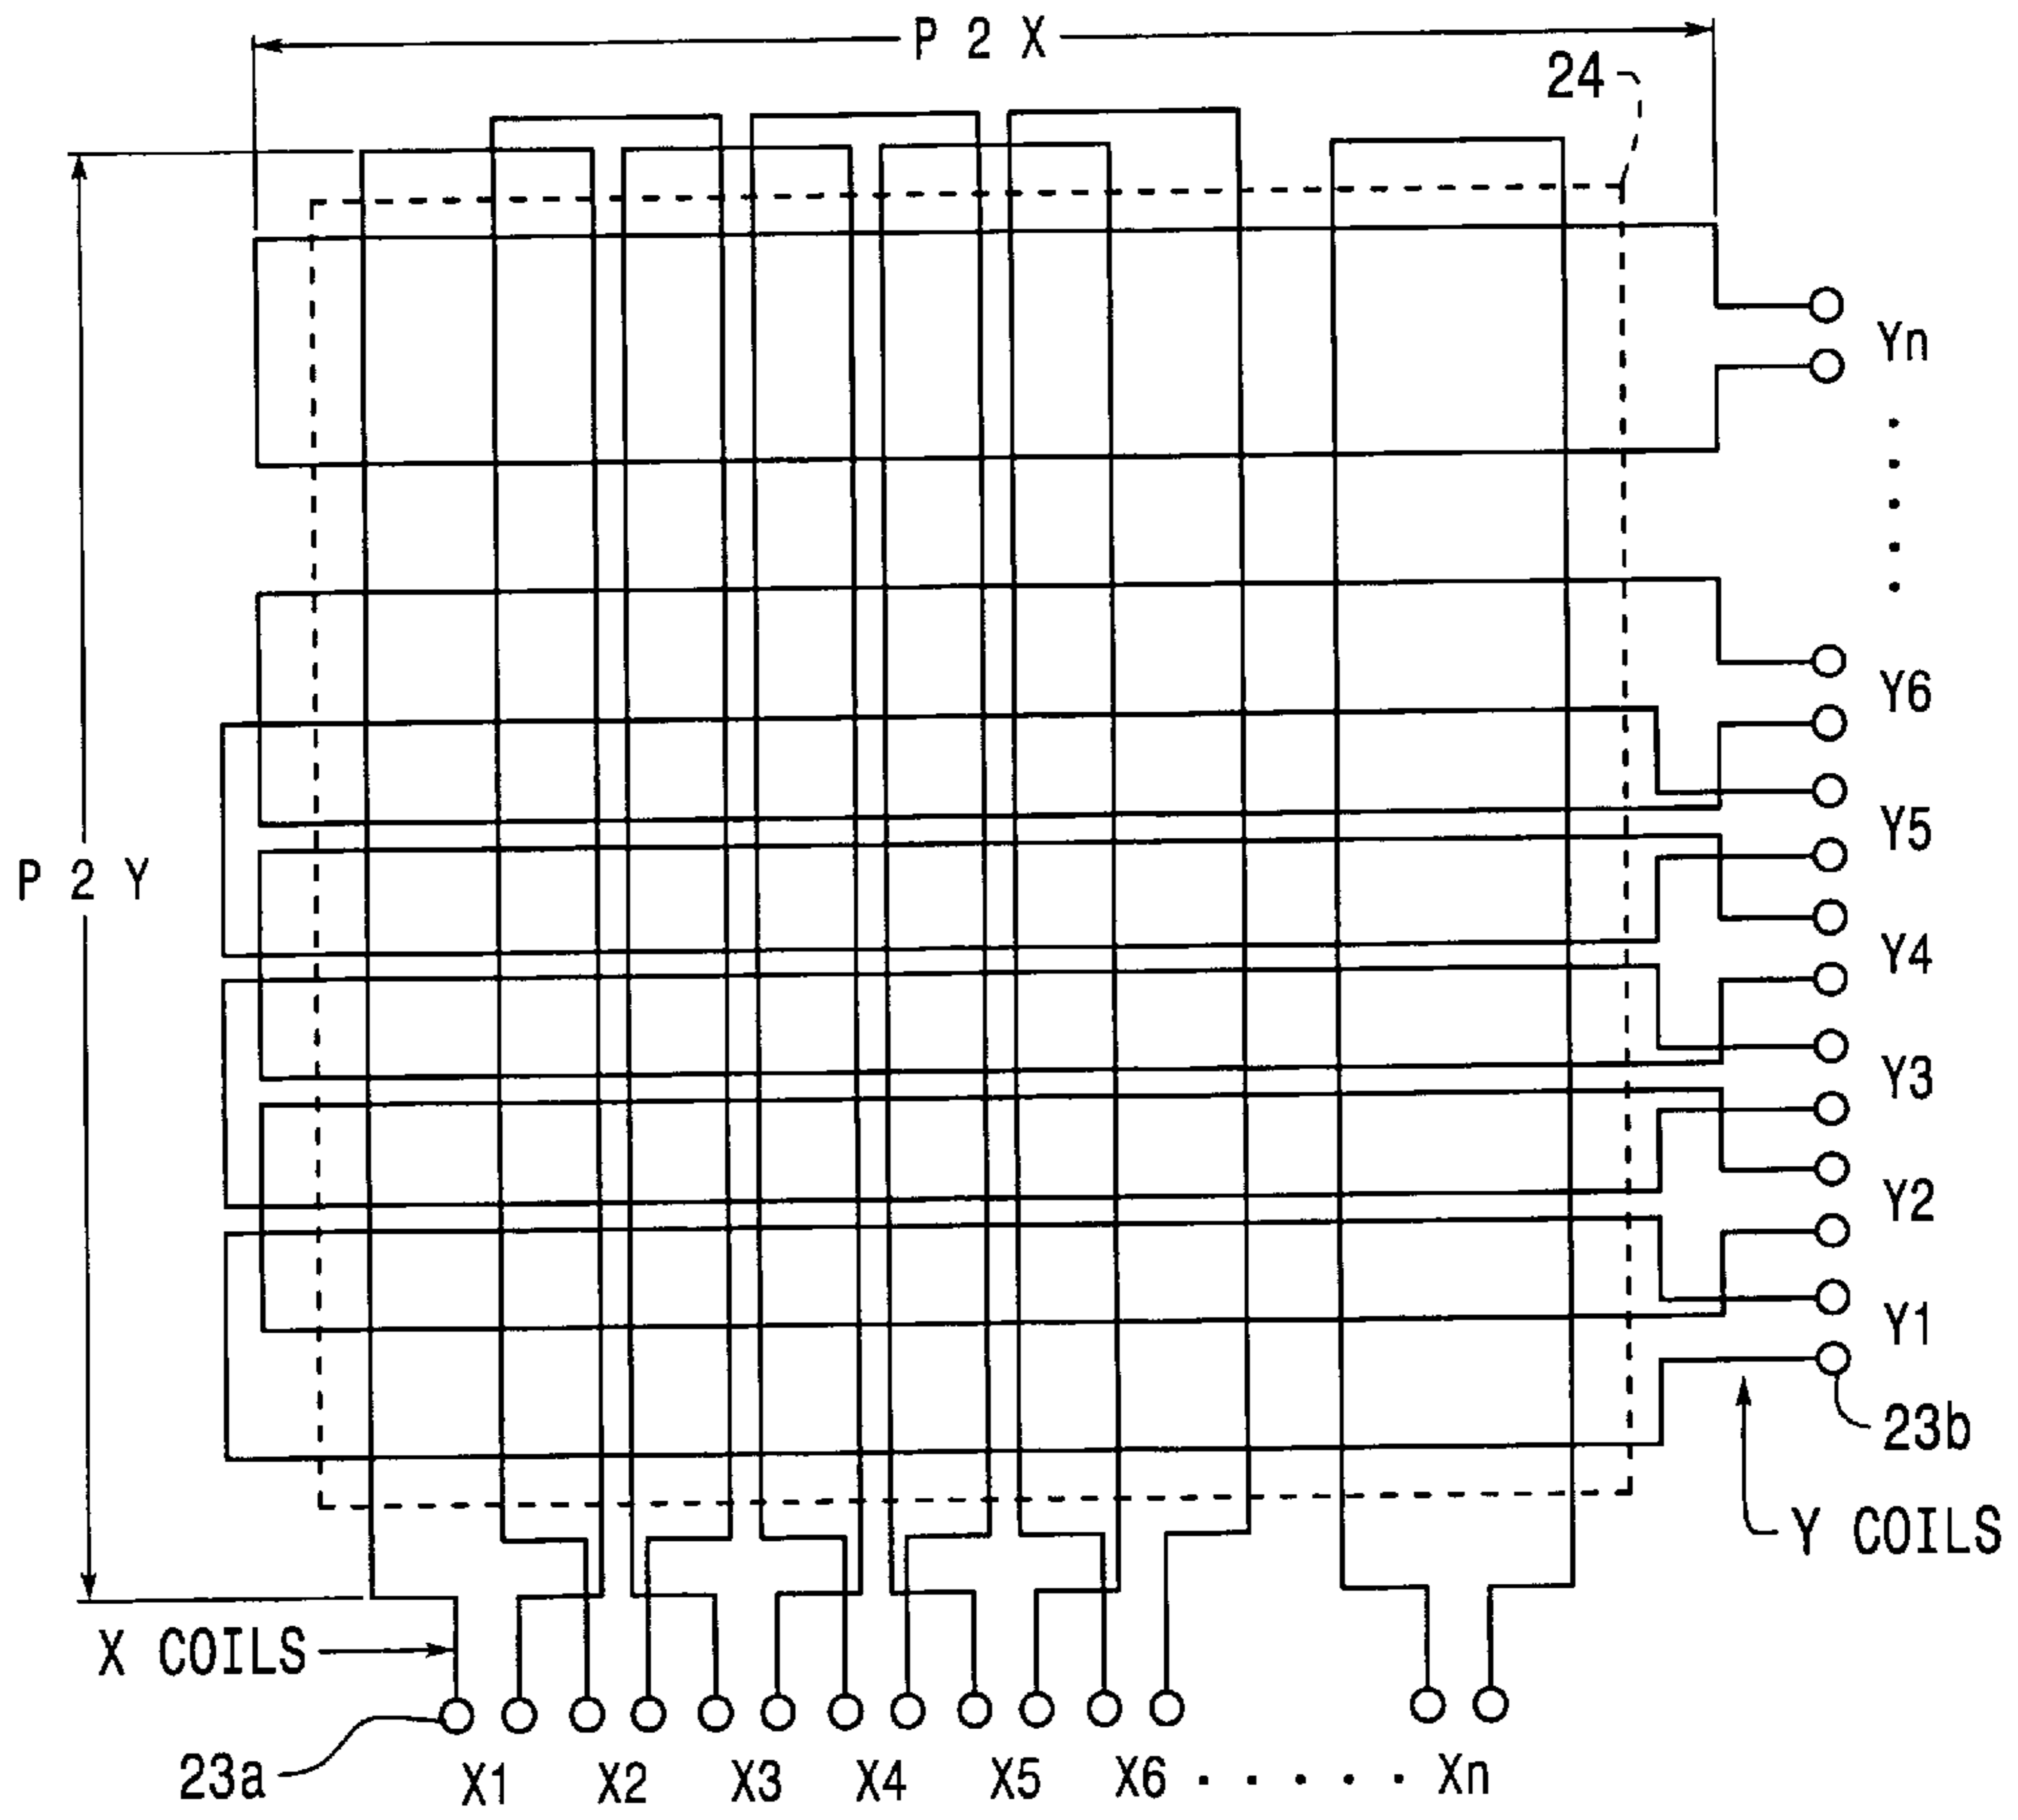 P 2 X
24
Yn
Y6
Y5
P 2 Y
Y4
Y3
Y2
Y1
23b
Y COILS
X COILS
23a
X1 X2 X3 X4 X5 X6 · · · · · Xn